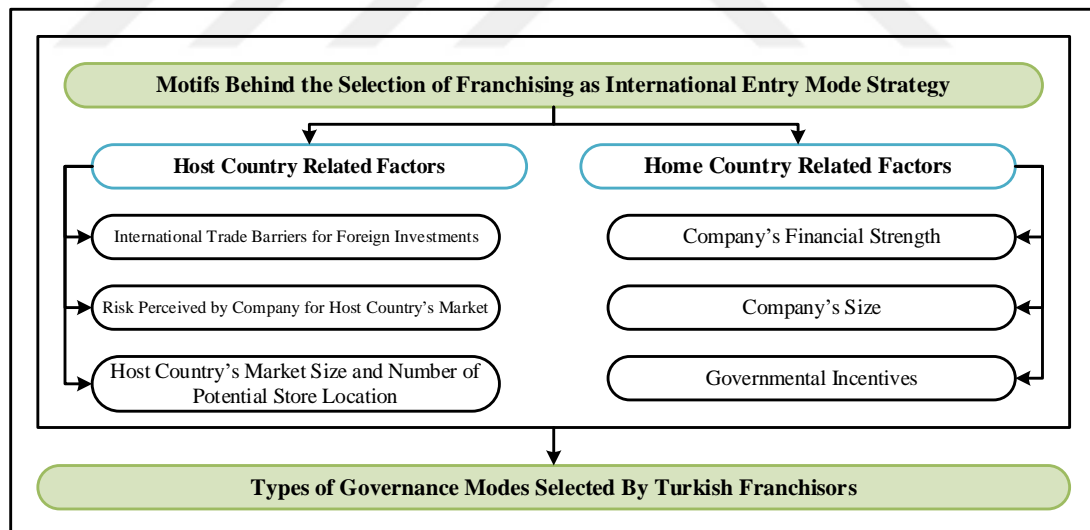 Motifs Behind the Selection of Franchising as International Entry Mode Strategy
Host Country Related Factors
International Trade Barriers for Foreign Investments
Risk Perceived by Company for Host Country's Market
Host Country's Market Size and Number of
Potential Store Location
Home Country Related Factors
Company's Financial Strength
Company's Size
Governmental Incentives
Types of Governance Modes Selected By Turkish Franchisors